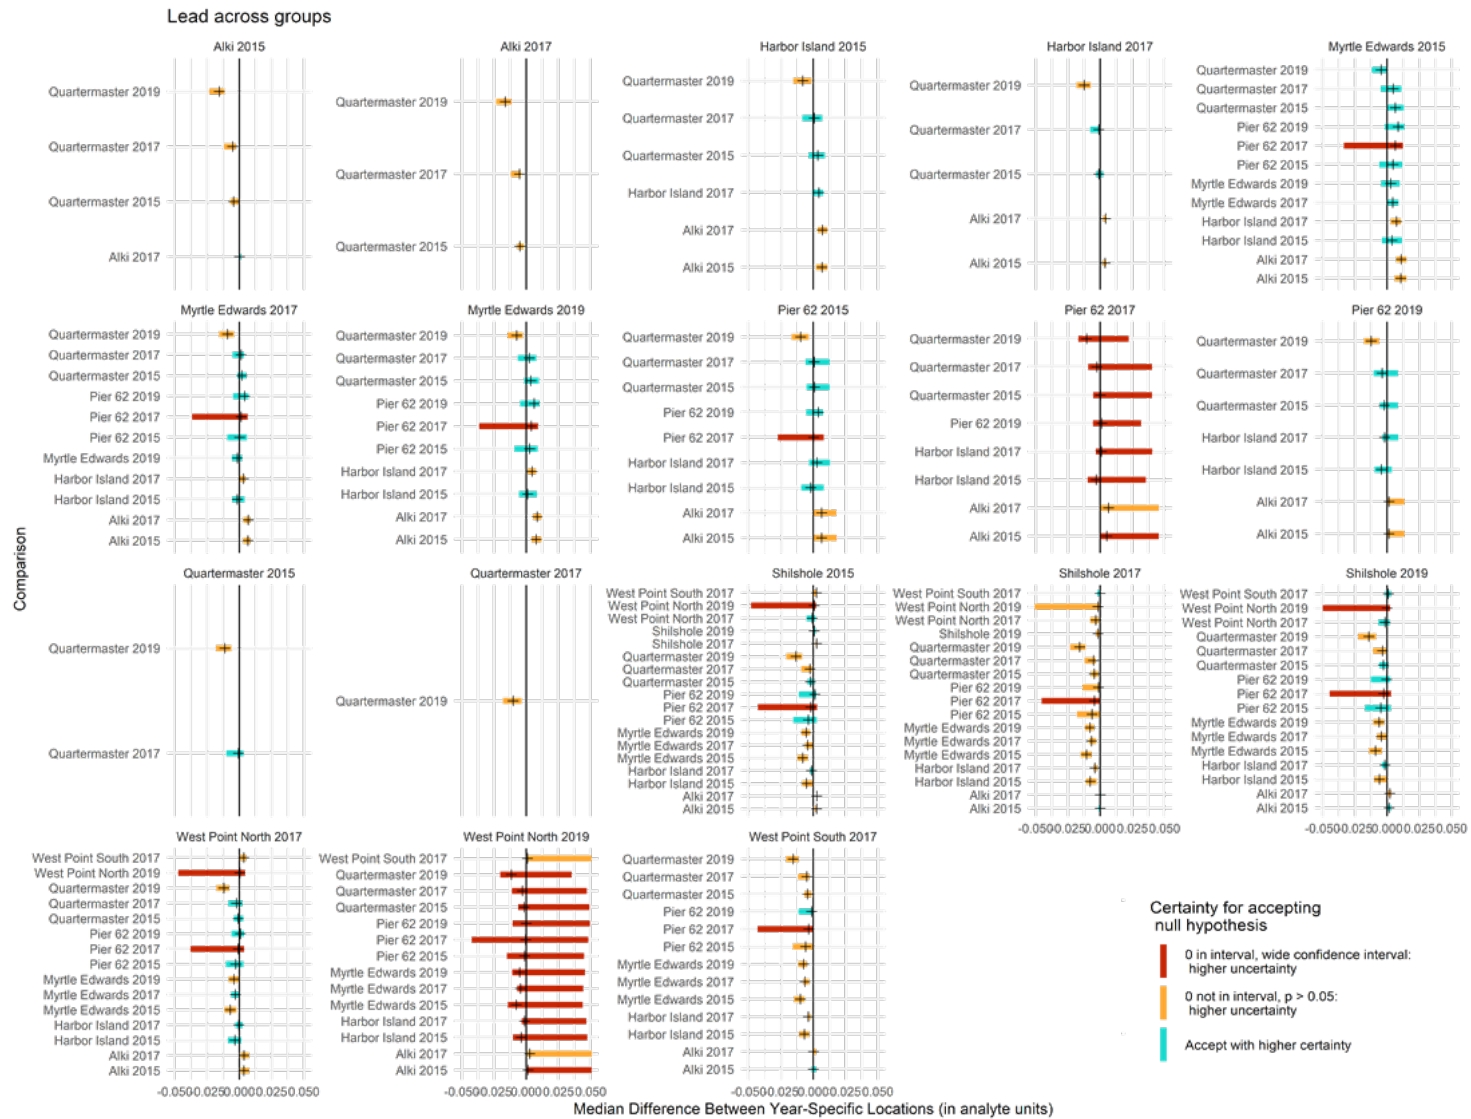 Lead across groups
Alki 2015
Quartermaster 2019
Quartermaster 2017
Quartermaster 2015
Alki 2017
Alki 2017
Quartermaster 2019
Quartermaster 2017
Quartermaster 2015
Harbor Island 2015
Quartermaster 2019
Quartermaster 2017
Quartermaster 2015
Harbor Island 2017
Alki 2017
Alki 2015
Harbor Island 2017
Quartermaster 2019
Quartermaster 2017
Quartermaster 2015
Alki 2017
Alki 2015
Myrtle Edwards 2015
Quartermaster 2019
Quartermaster 2017
Quartermaster 2015
Pier 62 2019
Pier 62 2017
Pier 62 2015
Myrtle Edwards 2019
Myrtle Edwards 2017
Harbor Island 2017
Harbor Island 2015
Alki 2017
Alki 2015
Myrtle Edwards 2017
Quartermaster 2019
Quartermaster 2017
Quartermaster 2015
Pier 62 2019
Pier 62 2017
Pier 62 2015
Myrtle Edwards 2019
Harbor Island 2017
Harbor Island 2015
Alki 2017
Alki 2015
Myrtle Edwards 2019
Quartermaster 2019
Quartermaster 2017
Quartermaster 2015
Pier 62 2019
Pier 62 2017
Pier 62 2015
Harbor Island 2017
Harbor Island 2015
Alki 2017
Alki 2015
Pier 62 2015
Quartermaster 2019
Quartermaster 2017
Quartermaster 2015
Pier 62 2019
Pier 62 2017
Harbor Island 2017
Harbor Island 2015
Alki 2017
Alki 2015
Pier 62 2017
Quartermaster 2019
Quartermaster 2017
Quartermaster 2015
Pier 62 2019
Harbor Island 2017
Harbor Island 2015
Alki 2017
Alki 2015
Pier 62 2019
Quartermaster 2019
Quartermaster 2017
Quartermaster 2015
Harbor Island 2017
Harbor Island 2015
Alki 2017
Alki 2015
Comparison
Quartermaster 2015
Quartermaster 2019
Quartermaster 2017
Quartermaster 2017
Quartermaster 2019
Shilshole 2015
West Point South 2017
West Point North 2019
West Point North 2017
Shilshole 2019
Shilshole 2017
Quartermaster 2019
Quartermaster 2017
Quartermaster 2015
Pier 62 2019
Pier 62 2017
Pier 62 2015
Myrtle Edwards 2019
Myrtle Edwards 2017
Myrtle Edwards 2015
Harbor Island 2017
Harbor Island 2015
Alki 2017
Alki 2015
Shilshole 2017
West Point South 2017
West Point North 2019
West Point North 2017
Shilshole 2019
Quartermaster 2019
Quartermaster 2017
Quartermaster 2015
Pier 62 2019
Pier 62 2017
Pier 62 2015
Myrtle Edwards 2019
Myrtle Edwards 2017
Myrtle Edwards 2015
Harbor Island 2017
Harbor Island 2015
Alki 2017
Alki 2015
-0.050-0.0250.0000.0250.050
Shilshole 2019
West Point South 2017
West Point North 2019
West Point North 2017
Quartermaster 2019
Quartermaster 2017
Quartermaster 2015
Pier 62 2019
Pier 62 2017
Pier 62 2015
Myrtle Edwards 2019
Myrtle Edwards 2017
Myrtle Edwards 2015
Harbor Island 2017
Harbor Island 2015
Alki 2017
Alki 2015
-0.050-0.0250.0000.0250.050
West Point North 2017
West Point South 2017
West Point North 2019
Quartermaster 2019
Quartermaster 2017
Quartermaster 2015
Pier 62 2019
Pier 62 2017
Pier 62 2015
Myrtle Edwards 2019
Myrtle Edwards 2017
Myrtle Edwards 2015
Harbor Island 2017
Harbor Island 2015
Alki 2017
Alki 2015
-0.050-0.0250.0000.0250.050
West Point North 2019
West Point South 2017
Quartermaster 2019
Quartermaster 2017
Quartermaster 2015
Pier 62 2019
Pier 62 2017
Pier 62 2015
Myrtle Edwards 2019
Myrtle Edwards 2017
Myrtle Edwards 2015
Harbor Island 2017
Harbor Island 2015
Alki 2017
Alki 2015
-0.050-0.0250.0000.0250.050
West Point South 2017
Quartermaster 2019
Quartermaster 2017
Quartermaster 2015
Pier 62 2019
Pier 62 2017
Pier 62 2015
Myrtle Edwards 2019
Myrtle Edwards 2017
Myrtle Edwards 2015
Harbor Island 2017
Harbor Island 2015
Alki 2017
Alki 2015
-0.050-0.0250.0000.0250.050
Median Difference Between Year-Specific Locations (in analyte units)
Certainty for accepting
null hypothesis
0 in interval, wide confidence interval:
higher uncertainty
0 not in interval, p > 0.05:
higher uncertainty
Accept with higher certainty